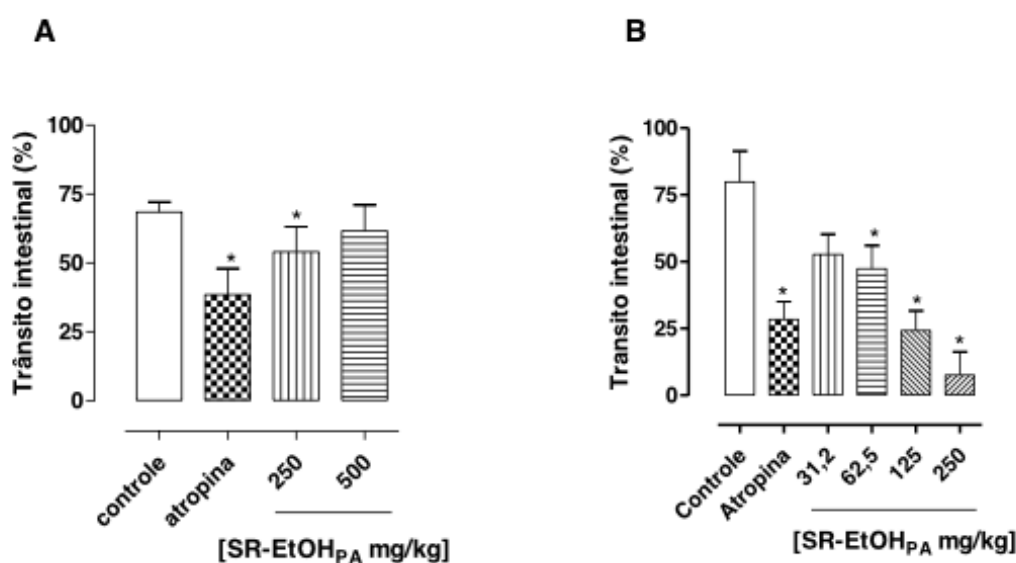 A
Trânsito intestinal (%)
100
75
50
25
0
controle
atropina
250
500
*
*
[SR-EtOHPA mg/kg]
B
Transito intestinal (%)
100
75
50
25
0
Controle
Atropina
31,2
62,5
125
250
*
*
*
*
[SR-EtOHPA mg/kg]